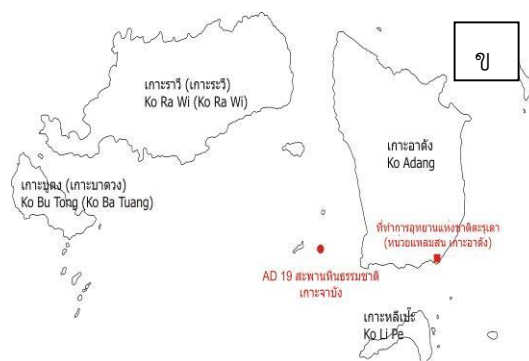 ข
เกาะราวี (เกาะระวี)
Ko Ra Wi (Ko Ra Wi)
เกาะอาดัง
Ko Adang
เกาะบูตง (เกาะบาตวง)
Ko Bu Tong (Ko Ba Tuang)
ที่ทำการอุทยานแห่งชาติตะรุเตา
(หน่วยแหลมสน เกาะอาดัง)
AD 19 สะพานหินธรรมชาติ
เกาะจาบัง
เกาะหลีเป๊ะ
Ko Li Pe